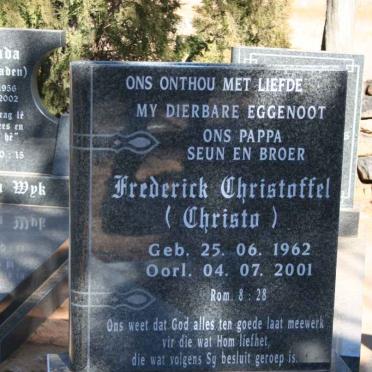 ONS ONTHOU MET LIEFDE
MY DIERBARE EGGENOOT
ONS PAPPA
SEUN EN BROER
Frederick Christoffel
( Christo )
Geb. 25. 06. 1962
Oorl. 04. 07. 2001
Rom. 8 : 28
Ons weet dat God alles ten goede laat meewerk
vir die wat Hom liefhet,
die wat volgens Sy besluit geroep is.
1956
2002
: 15
Wyk